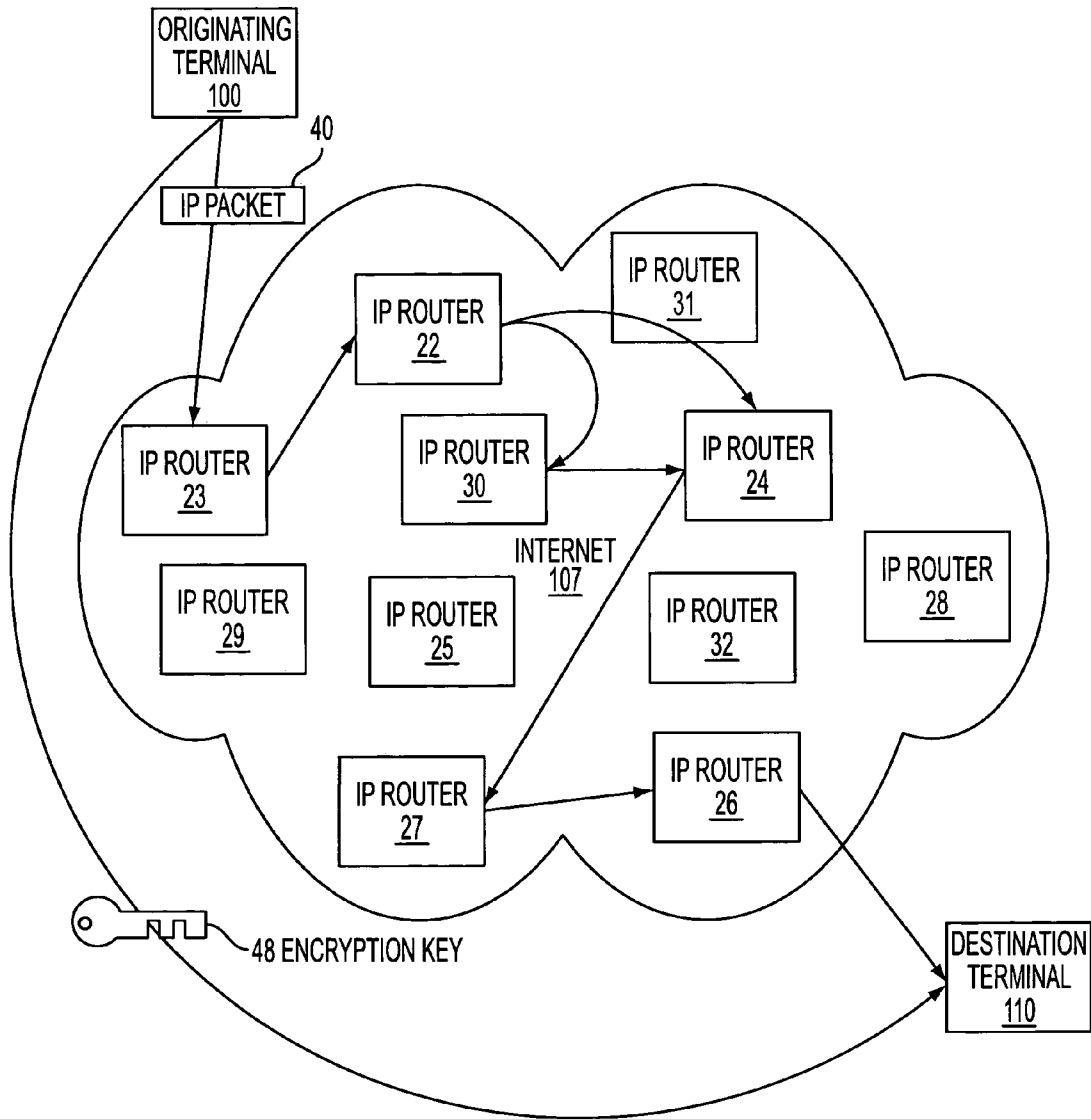 ORIGINATING
TERMINAL
100
40
IP PACKET
IP ROUTER
31
IP ROUTER
22
IP ROUTER
23
IP ROUTER
30
IP ROUTER
24
INTERNET
107
IP ROUTER
29
IP ROUTER
25
IP ROUTER
32
IP ROUTER
28
IP ROUTER
27
IP ROUTER
26
48 ENCRYPTION KEY
DESTINATION
TERMINAL
110